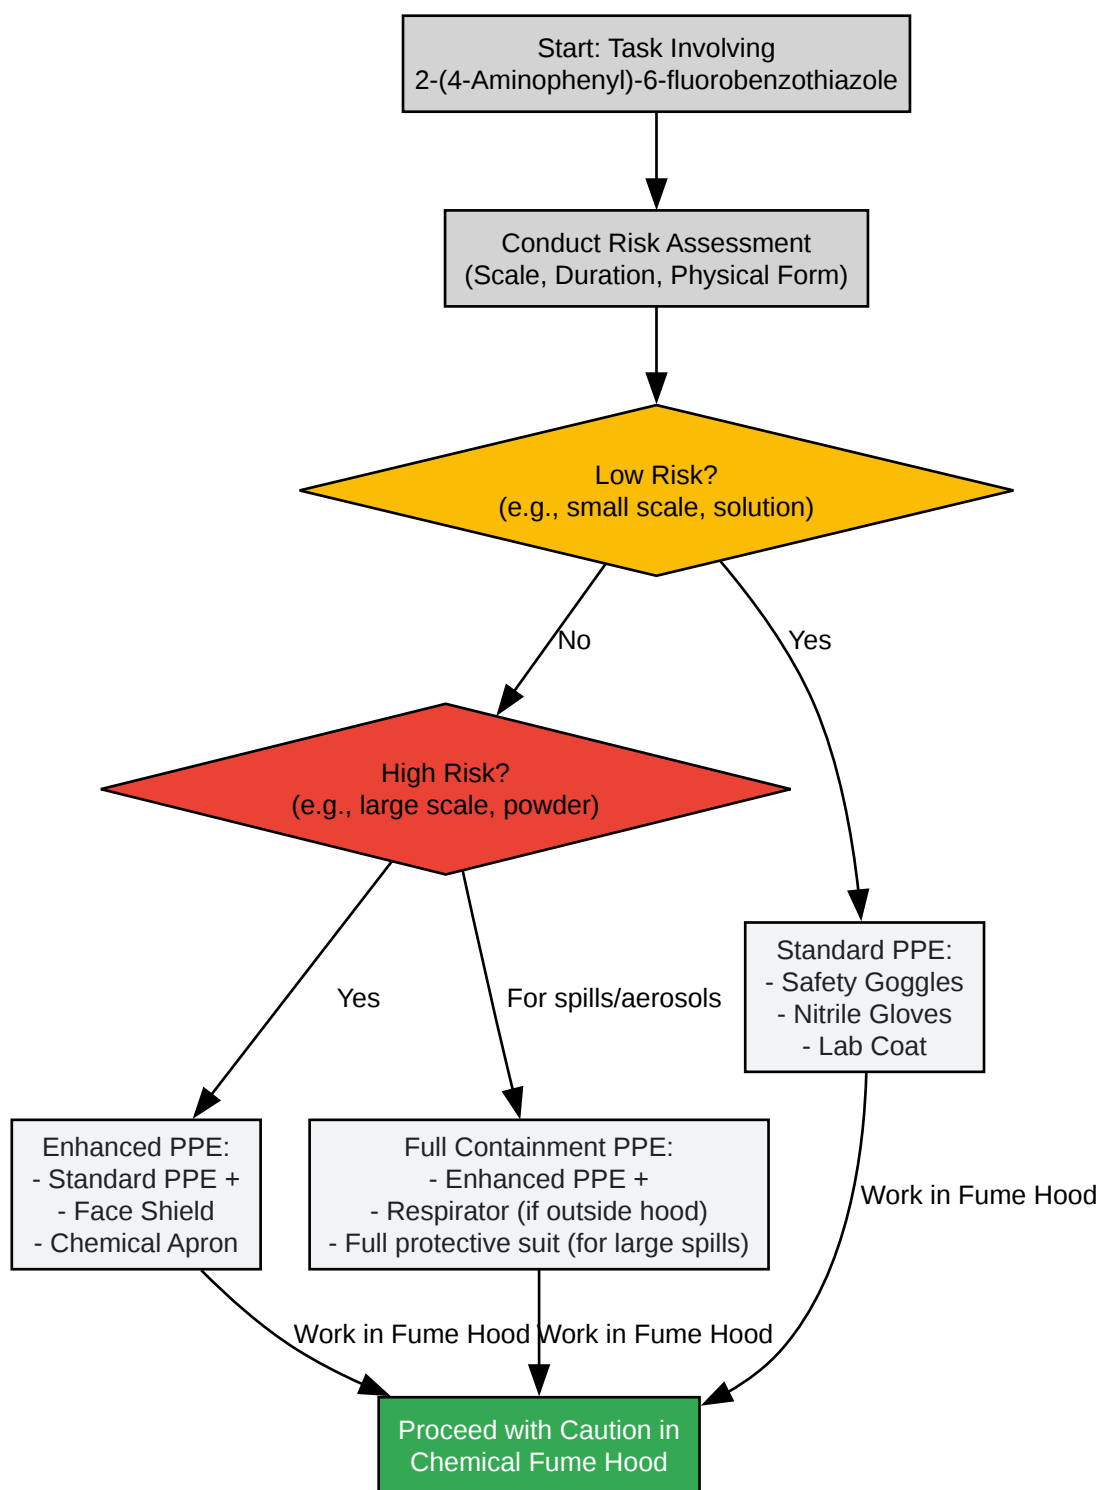 Start: Task Involving
2-(4-Aminophenyl)-6-fluorobenzothiazole
Conduct Risk Assessment
(Scale, Duration, Physical Form)
Low Risk?
(e.g., small scale, solution)
No
Yes
High Risk?
(e.g., large scale, powder)
Yes
For spills/aerosols
Standard PPE:
- Safety Goggles
- Nitrile Gloves
- Lab Coat
Enhanced PPE:
- Standard PPE +
- Face Shield
- Chemical Apron
Full Containment PPE:
- Enhanced PPE +
- Respirator (if outside hood)
- Full protective suit (for large spills)
Work in Fume Hood
Work in Fume Hood
Work in Fume Hood
Proceed with Caution in
Chemical Fume Hood